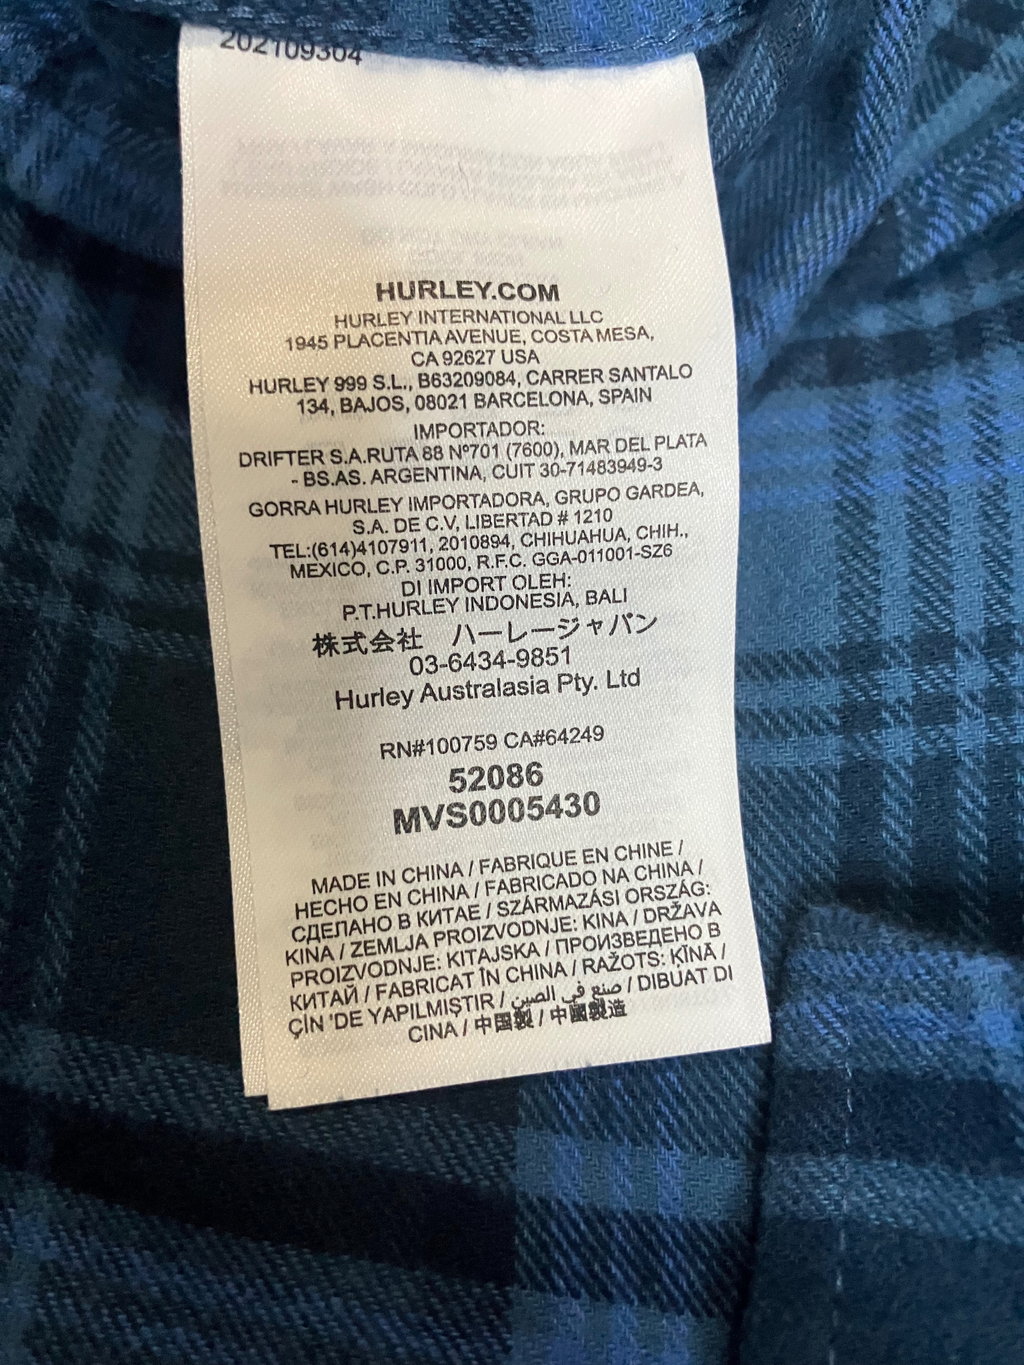 202109304
HURLEY.COM
HURLEY INTERNATIONAL LLC
1945 PLACENTIA AVENUE, COSTA MESA,
CA 92627 USA
HURLEY 999 S.L., B63209084, CARRER SANTALO
134, BAJOS, 08021 BARCELONA, SPAIN
IMPORTADOR:
DRIFTER S.A.RUTA 88 Nº701 (7600), MAR DEL PLATA
- BS.AS. ARGENTINA, CUIT 30-71483949-3
GORRA HURLEY IMPORTADORA, GRUPO GARDEA,
S.A. DE C.V, LIBERTAD # 1210
TEL:(614)4107911, 2010894, CHIHUAHUA, CHIH.,
MEXICO, C.P. 31000, R.F.C. GGA-011001-SZ6
DI IMPORT OLEH:
P.T.HURLEY INDONESIA, BALI
株式会社 ハーレージャパン
03-6434-9851
Hurley Australasia Pty. Ltd
RN#100759 CA#64249
52086
MVS0005430
MADE IN CHINA / FABRIQUE EN CHINE /
HECHO EN CHINA / FABRICADO NA CHINA /
СДЕЛАНО В КИТАЕ / SZÁRMAZÁSI ORSZÁG:
KINA / ZEMLJA PROIZVODNJE: KINA / DRŽAVA
PROIZVODNJE: KITAJSKA / ПРОИЗВЕДЕНО В
КИТАЙ / FABRICAT ÎN CHINA / RAŽOTS: ĶĪNĀ /
ÇİN 'DE YAPILMIŞTIR / صنع في الصين / DIBUAT DI
CINA / 中國製 / 中國製造